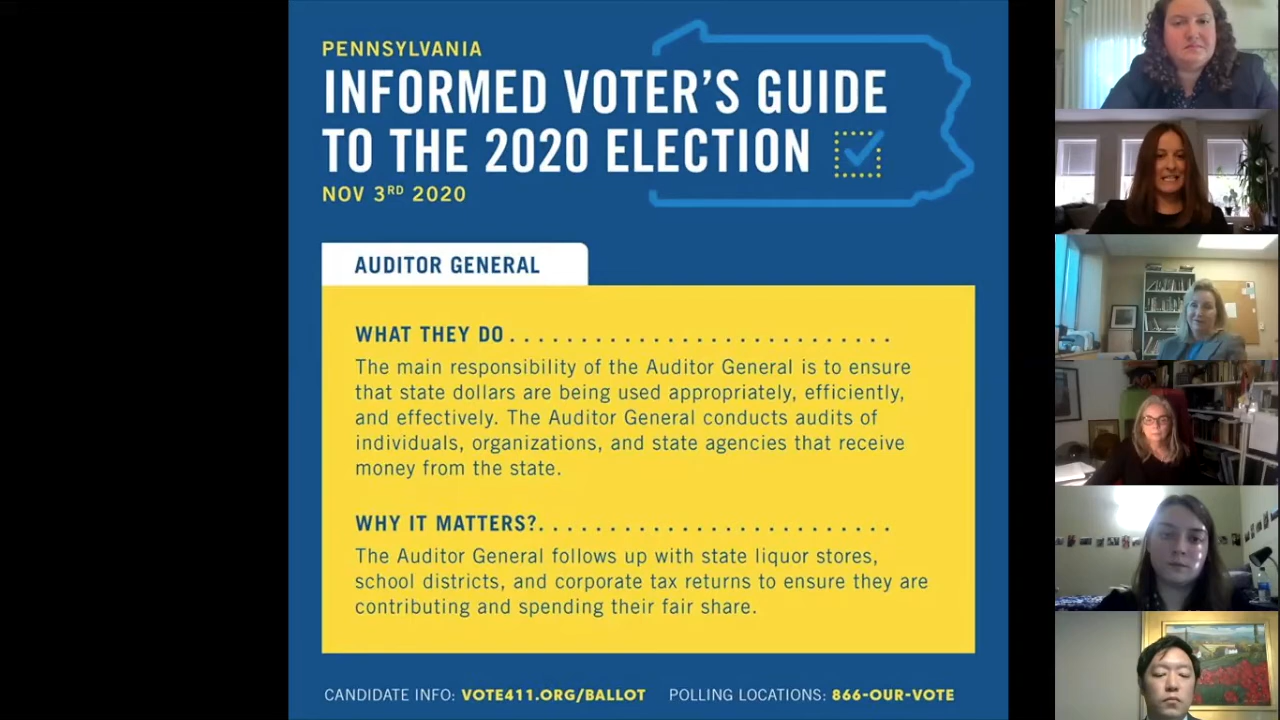 PENNSYLVANIA
INFORMED VOTER'S GUIDE
TO THE 2020 ELECTION
NOV 3RD 2020
AUDITOR GENERAL
WHAT THEY DO . . . . . . . . . . . . . . . . . . . . . . . . . . .
The main responsibility of the Auditor General is to ensure
that state dollars are being used appropriately, efficiently,
and effectively. The Auditor General conducts audits of
individuals, organizations, and state agencies that receive
money from the state.
WHY IT MATTERS?. . . . . . . . . . . . . . . . . . . . . . . . .
The Auditor General follows up with state liquor stores,
school districts, and corporate tax returns to ensure they are
contributing and spending their fair share.
CANDIDATE INFO: VOTE411.ORG/BALLOT POLLING LOCATIONS: 866-OUR-VOTE